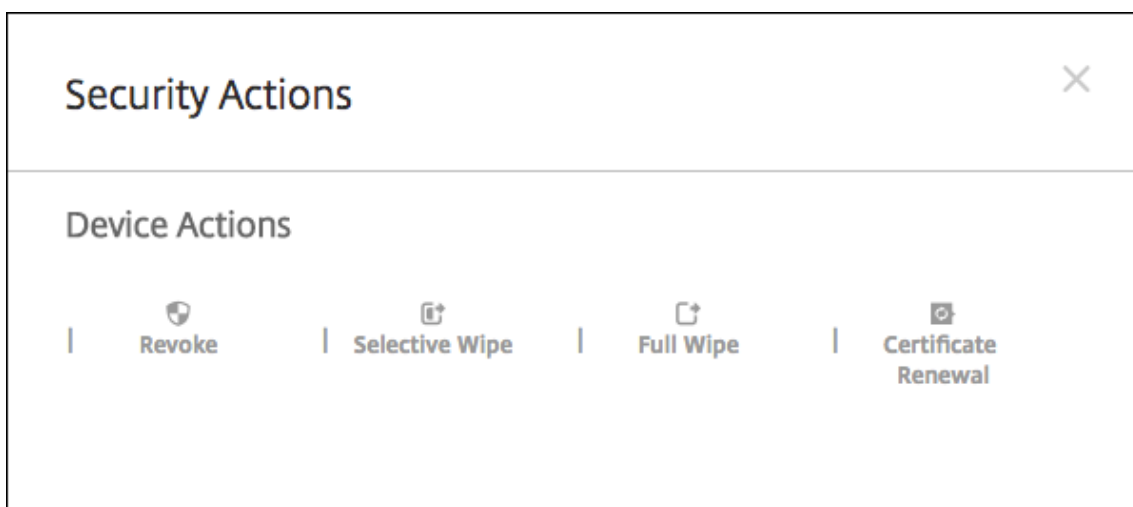 Security Actions
Device Actions
Revoke
Selective Wipe
Full Wipe
Certificate
Renewal